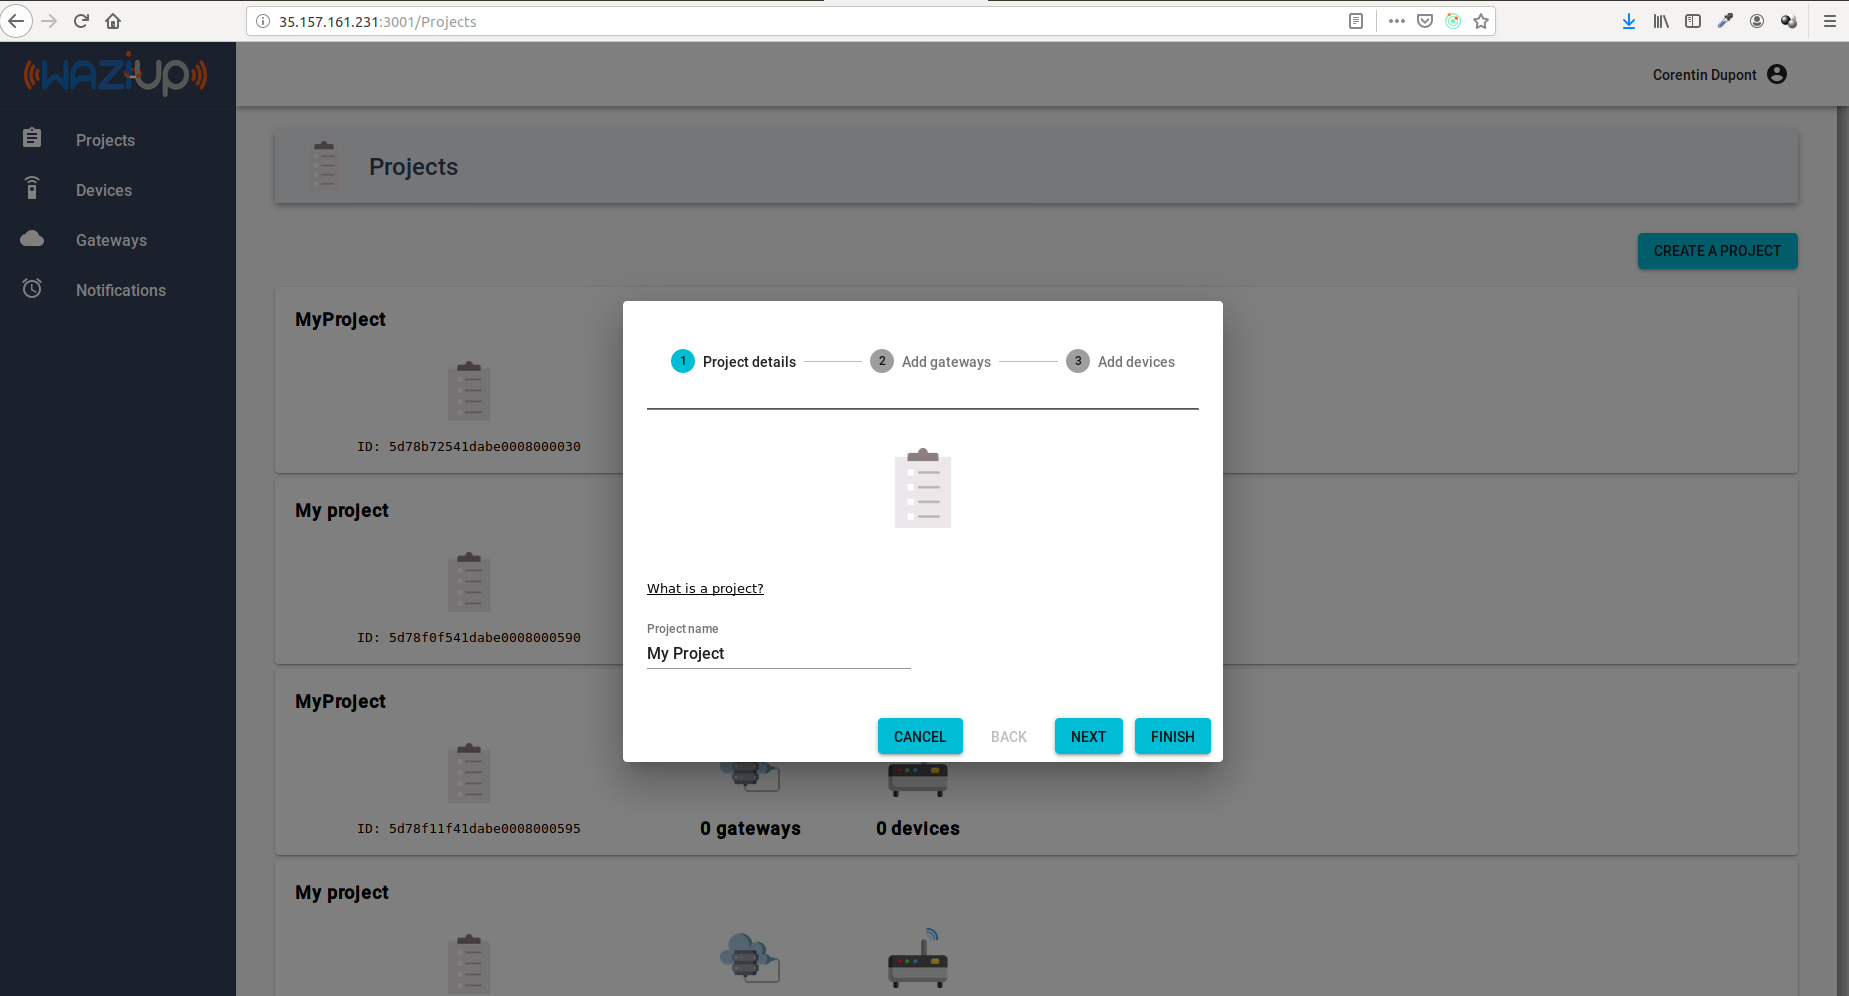 35.157.161.231:3001/Projects
WAZIUP
Corentin Dupont
Projects
Devices
Gateways
Notifications
Projects
CREATE A PROJECT
MyProject
ID: 5d78b72541dabe0008000030
My project
ID: 5d78f0f541dabe0008000590
MyProject
ID: 5d78f11f41dabe0008000595
0 gateways
0 devices
My project
1 Project details
2 Add gateways
3 Add devices
What is a project?
Project name
My Project
CANCEL
BACK
NEXT
FINISH